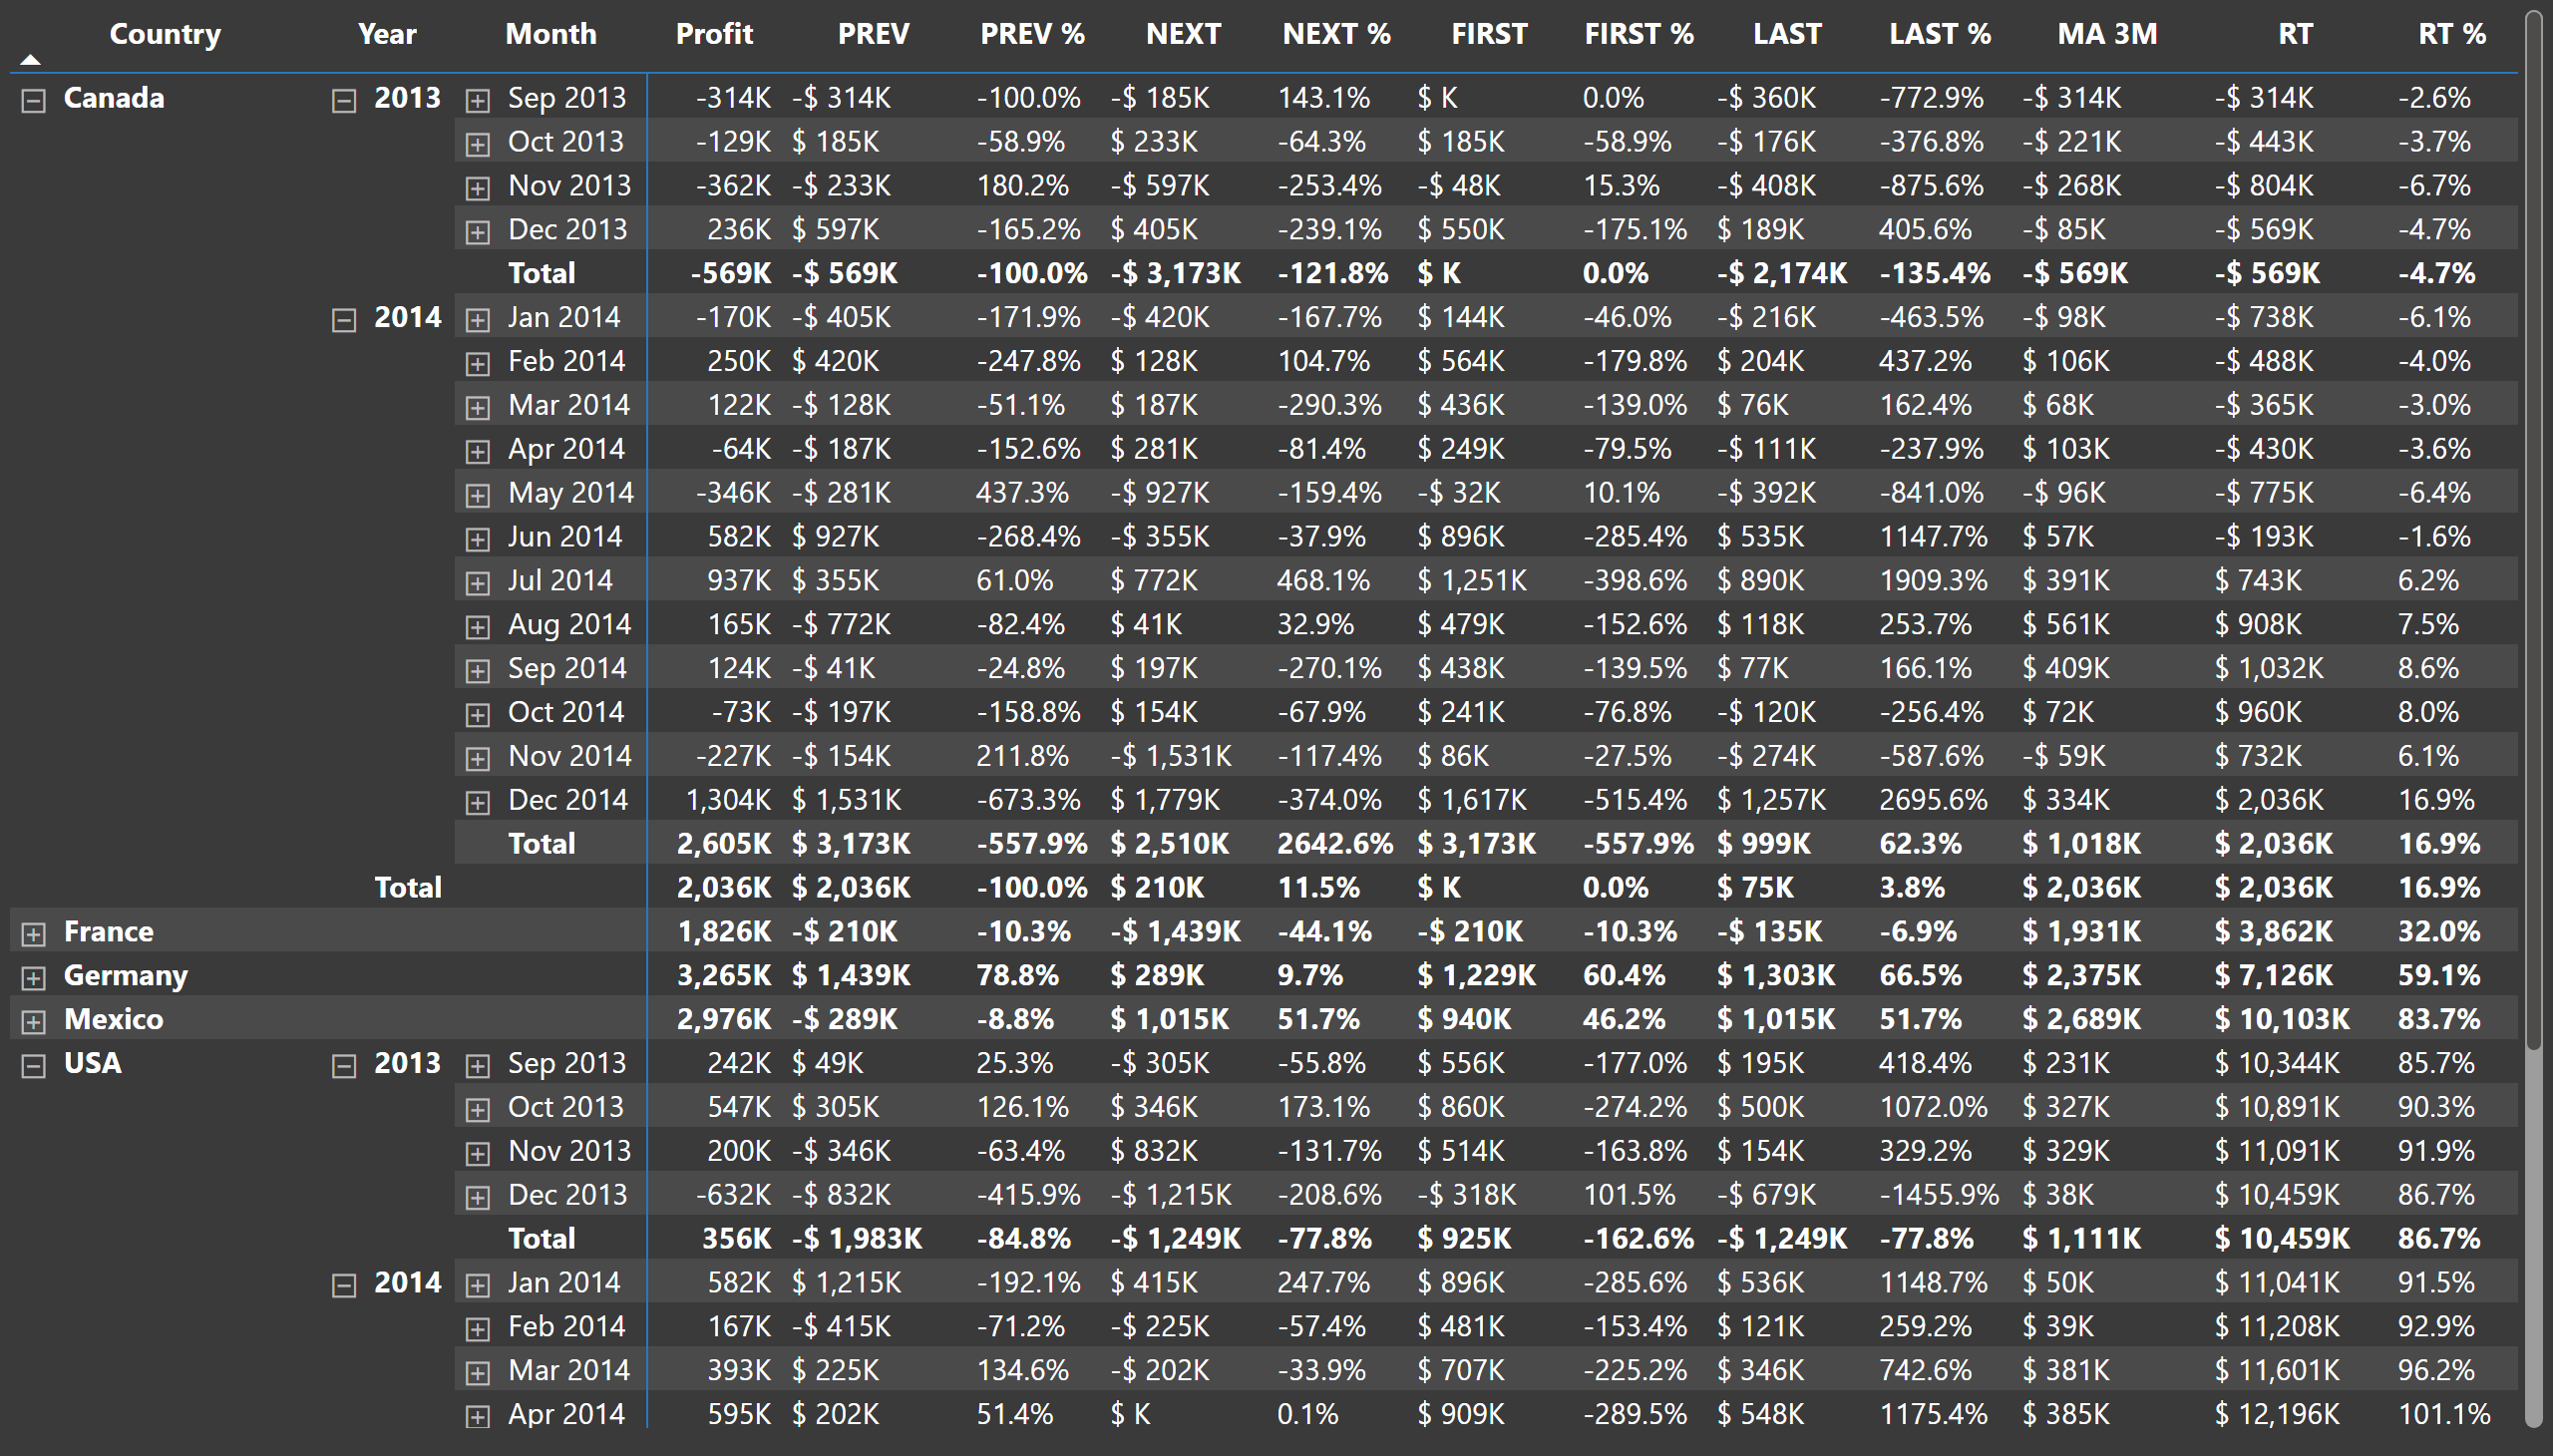 Country Year Month Profit PREV PREV % NEXT NEXT % FIRST FIRST % LAST LAST % MA 3M RT RT %
Canada 2013 Sep 2013 -314K -$ 314K -100.0% -$ 185K 143.1% $ K 0.0% -$ 360K -772.9% -$ 314K -$ 314K -2.6%
Oct 2013 -129K $ 185K -58.9% $ 233K -64.3% $ 185K -58.9% -$ 176K -376.8% -$ 221K -$ 443K -3.7%
Nov 2013 -362K -$ 233K 180.2% -$ 597K -253.4% -$ 48K 15.3% -$ 408K -875.6% -$ 268K -$ 804K -6.7%
Dec 2013 236K $ 597K -165.2% $ 405K -239.1% $ 550K -175.1% $ 189K 405.6% -$ 85K -$ 569K -4.7%
Total -569K -$ 569K -100.0% -$ 3,173K -121.8% $ K 0.0% -$ 2,174K -135.4% -$ 569K -$ 569K -4.7%
2014 Jan 2014 -170K -$ 405K -171.9% -$ 420K -167.7% $ 144K -46.0% -$ 216K -463.5% -$ 98K -$ 738K -6.1%
Feb 2014 250K $ 420K -247.8% $ 128K 104.7% $ 564K -179.8% $ 204K 437.2% $ 106K -$ 488K -4.0%
Mar 2014 122K -$ 128K -51.1% $ 187K -290.3% $ 436K -139.0% $ 76K 162.4% $ 68K -$ 365K -3.0%
Apr 2014 -64K -$ 187K -152.6% $ 281K -81.4% $ 249K -79.5% -$ 111K -237.9% $ 103K -$ 430K -3.6%
May 2014 -346K -$ 281K 437.3% -$ 927K -159.4% -$ 32K 10.1% -$ 392K -841.0% -$ 96K -$ 775K -6.4%
Jun 2014 582K $ 927K -268.4% -$ 355K -37.9% $ 896K -285.4% $ 535K 1147.7% $ 57K -$ 193K -1.6%
Jul 2014 937K $ 355K 61.0% $ 772K 468.1% $ 1,251K -398.6% $ 890K 1909.3% $ 391K $ 743K 6.2%
Aug 2014 165K -$ 772K -82.4% $ 41K 32.9% $ 479K -152.6% $ 118K 253.7% $ 561K $ 908K 7.5%
Sep 2014 124K -$ 41K -24.8% $ 197K -270.1% $ 438K -139.5% $ 77K 166.1% $ 409K $ 1,032K 8.6%
Oct 2014 -73K -$ 197K -158.8% $ 154K -67.9% $ 241K -76.8% -$ 120K -256.4% $ 72K $ 960K 8.0%
Nov 2014 -227K -$ 154K 211.8% -$ 1,531K -117.4% $ 86K -27.5% -$ 274K -587.6% -$ 59K $ 732K 6.1%
Dec 2014 1,304K $ 1,531K -673.3% $ 1,779K -374.0% $ 1,617K -515.4% $ 1,257K 2695.6% $ 334K $ 2,036K 16.9%
Total 2,605K $ 3,173K -557.9% $ 2,510K 2642.6% $ 3,173K -557.9% $ 999K 62.3% $ 1,018K $ 2,036K 16.9%
Total 2,036K $ 2,036K -100.0% $ 210K 11.5% $ K 0.0% $ 75K 3.8% $ 2,036K $ 2,036K 16.9%
France 1,826K -$ 210K -10.3% -$ 1,439K -44.1% -$ 210K -10.3% -$ 135K -6.9% $ 1,931K $ 3,862K 32.0%
Germany 3,265K $ 1,439K 78.8% $ 289K 9.7% $ 1,229K 60.4% $ 1,303K 66.5% $ 2,375K $ 7,126K 59.1%
Mexico 2,976K -$ 289K -8.8% $ 1,015K 51.7% $ 940K 46.2% $ 1,015K 51.7% $ 2,689K $ 10,103K 83.7%
USA 2013 Sep 2013 242K $ 49K 25.3% -$ 305K -55.8% $ 556K -177.0% $ 195K 418.4% $ 231K $ 10,344K 85.7%
Oct 2013 547K $ 305K 126.1% $ 346K 173.1% $ 860K -274.2% $ 500K 1072.0% $ 327K $ 10,891K 90.3%
Nov 2013 200K -$ 346K -63.4% $ 832K -131.7% $ 514K -163.8% $ 154K 329.2% $ 329K $ 11,091K 91.9%
Dec 2013 -632K -$ 832K -415.9% -$ 1,215K -208.6% -$ 318K 101.5% -$ 679K -1455.9% $ 38K $ 10,459K 86.7%
Total 356K -$ 1,983K -84.8% -$ 1,249K -77.8% $ 925K -162.6% -$ 1,249K -77.8% $ 1,111K $ 10,459K 86.7%
2014 Jan 2014 582K $ 1,215K -192.1% $ 415K 247.7% $ 896K -285.6% $ 536K 1148.7% $ 50K $ 11,041K 91.5%
Feb 2014 167K -$ 415K -71.2% -$ 225K -57.4% $ 481K -153.4% $ 121K 259.2% $ 39K $ 11,208K 92.9%
Mar 2014 393K $ 225K 134.6% -$ 202K -33.9% $ 707K -225.2% $ 346K 742.6% $ 381K $ 11,601K 96.2%
Apr 2014 595K $ 202K 51.4% $ K 0.1% $ 909K -289.5% $ 548K 1175.4% $ 385K $ 12,196K 101.1%